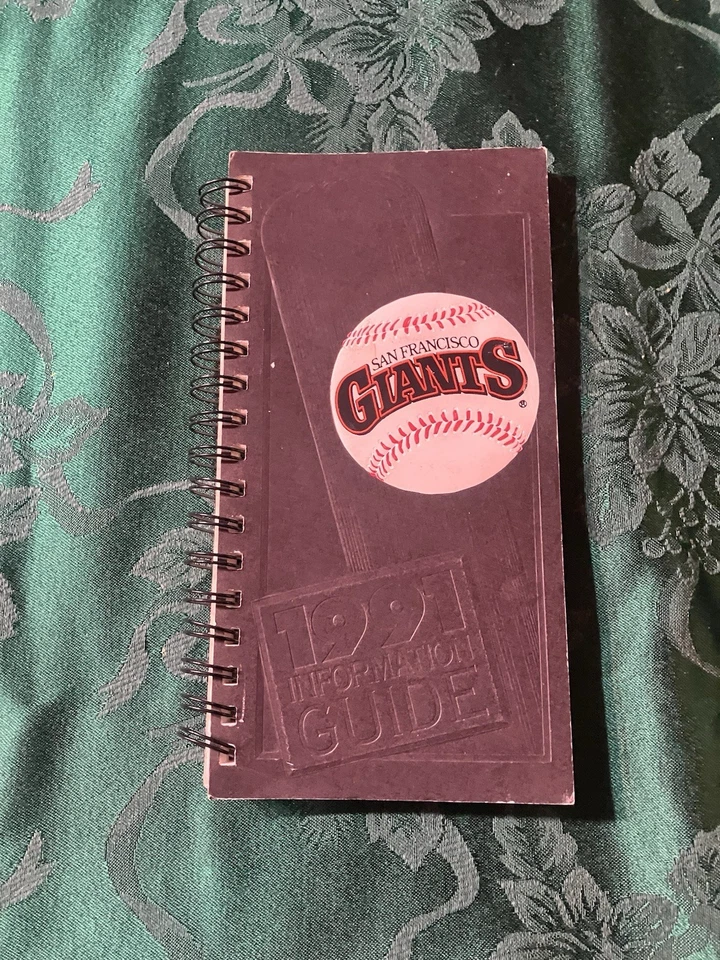 SAN FRANCISCO
GIANTS
®
1991
INFORMATION
GUIDE